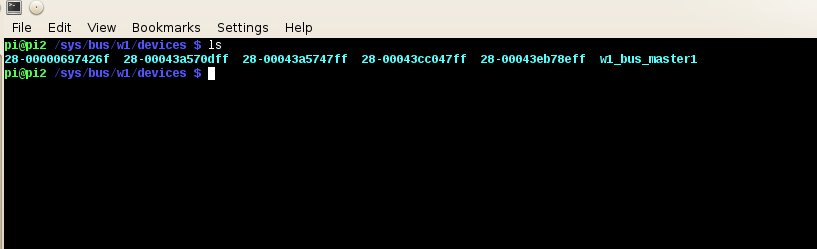 File Edit View Bookmarks Settings Help
pi@pi2 /sys/bus/w1/devices $ ls
28-00000697426f 28-00043a570dff 28-00043a5747ff 28-00043cc047ff 28-00043eb78eff w1_bus_master1
pi@pi2 /sys/bus/w1/devices $